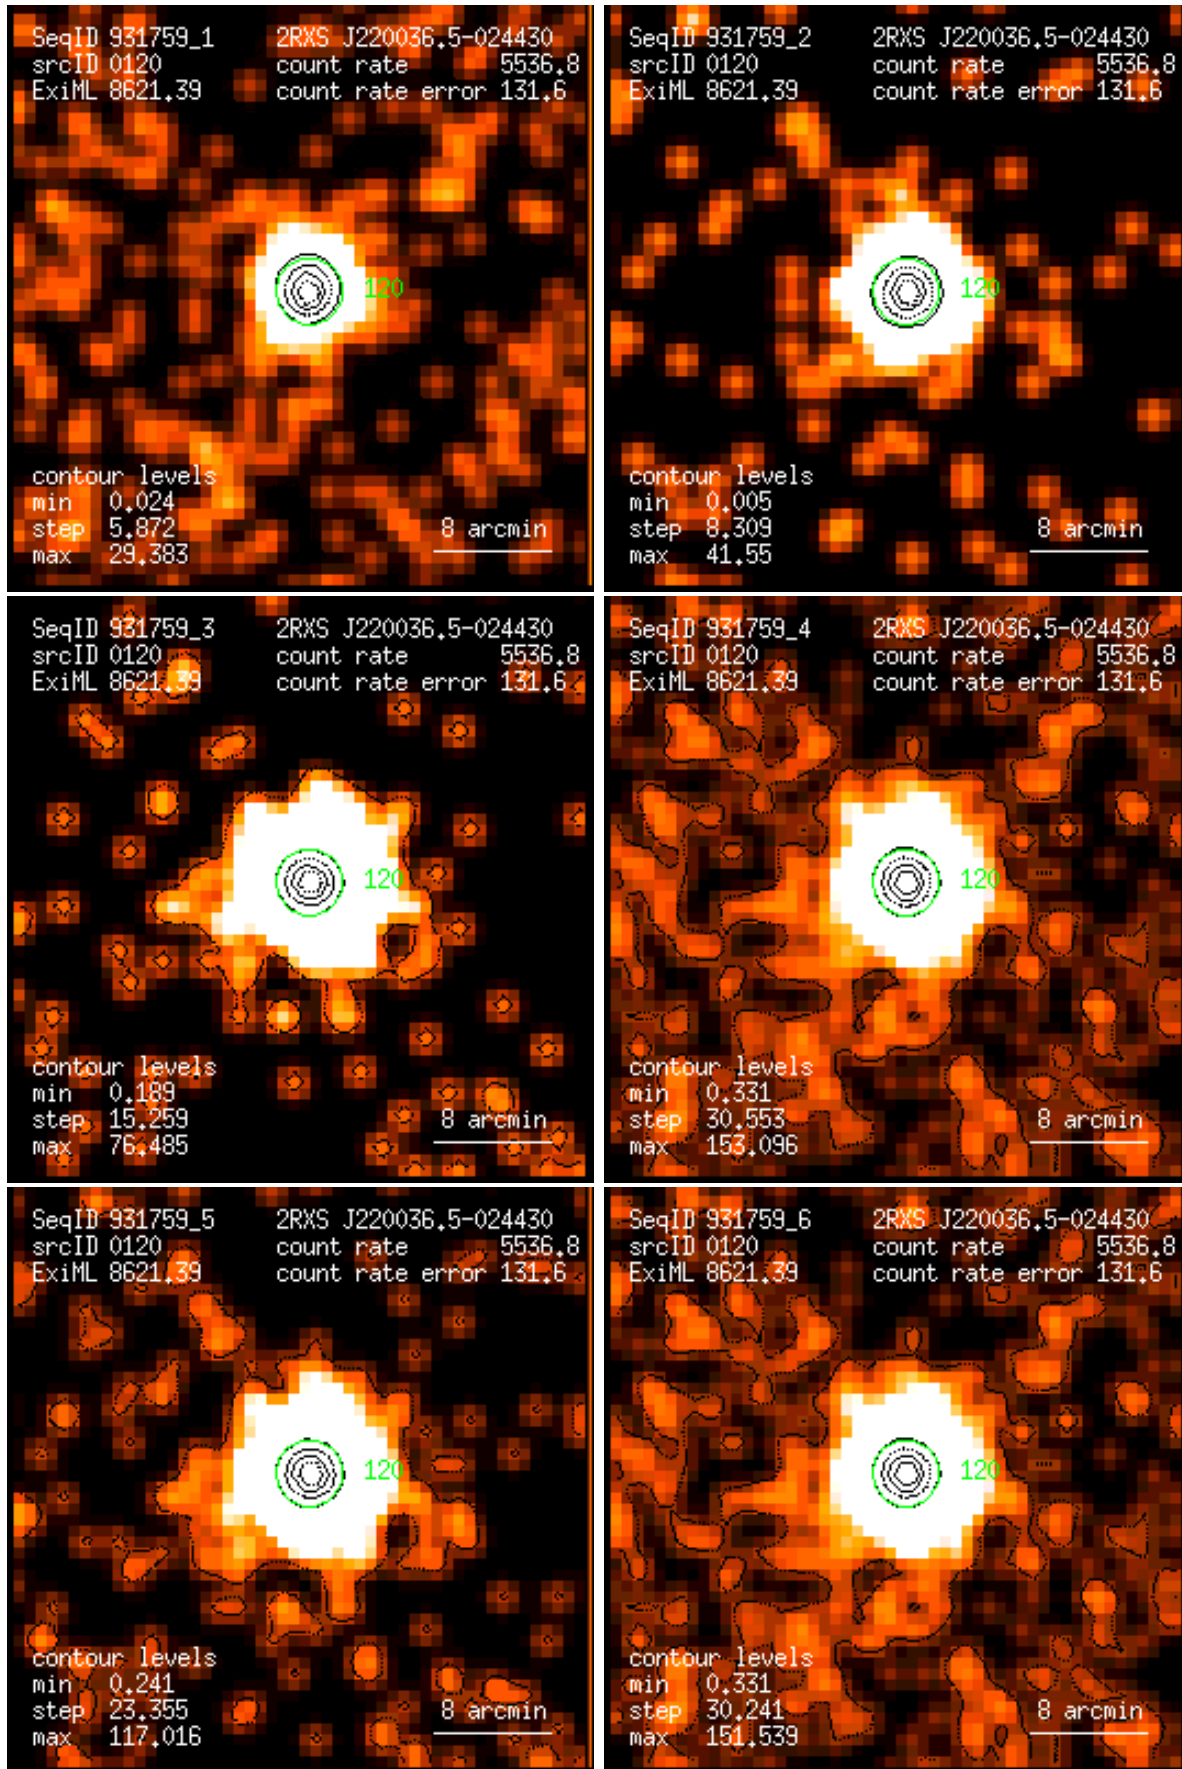 SeqID 931759_1 2RXS J220036.5-024430
srcID 0120 count rate 5536.8
ExiML 8621.39 count rate error 131.6
120
contour levels
min 0.024
step 5.872 8 arcmin
max 29.383
SeqID 931759_2 2RXS J220036.5-024430
srcID 0120 count rate 5536.8
ExiML 8621.39 count rate error 131.6
120
contour levels
min 0.005
step 8.309 8 arcmin
max 41.55
SeqID 931759_3 2RXS J220036.5-024430
srcID 0120 count rate 5536.8
ExiML 8621.39 count rate error 131.6
120
contour levels
min 0.189
step 15.259 8 arcmin
max 76.485
SeqID 931759_4 2RXS J220036.5-024430
srcID 0120 count rate 5536.8
ExiML 8621.39 count rate error 131.6
120
contour levels
min 0.331
step 30.553 8 arcmin
max 153.096
SeqID 931759_5 2RXS J220036.5-024430
srcID 0120 count rate 5536.8
ExiML 8621.39 count rate error 131.6
120
contour levels
min 0.241
step 23.355 8 arcmin
max 117.016
SeqID 931759_6 2RXS J220036.5-024430
srcID 0120 count rate 5536.8
ExiML 8621.39 count rate error 131.6
120
contour levels
min 0.331
step 30.241 8 arcmin
max 151.539